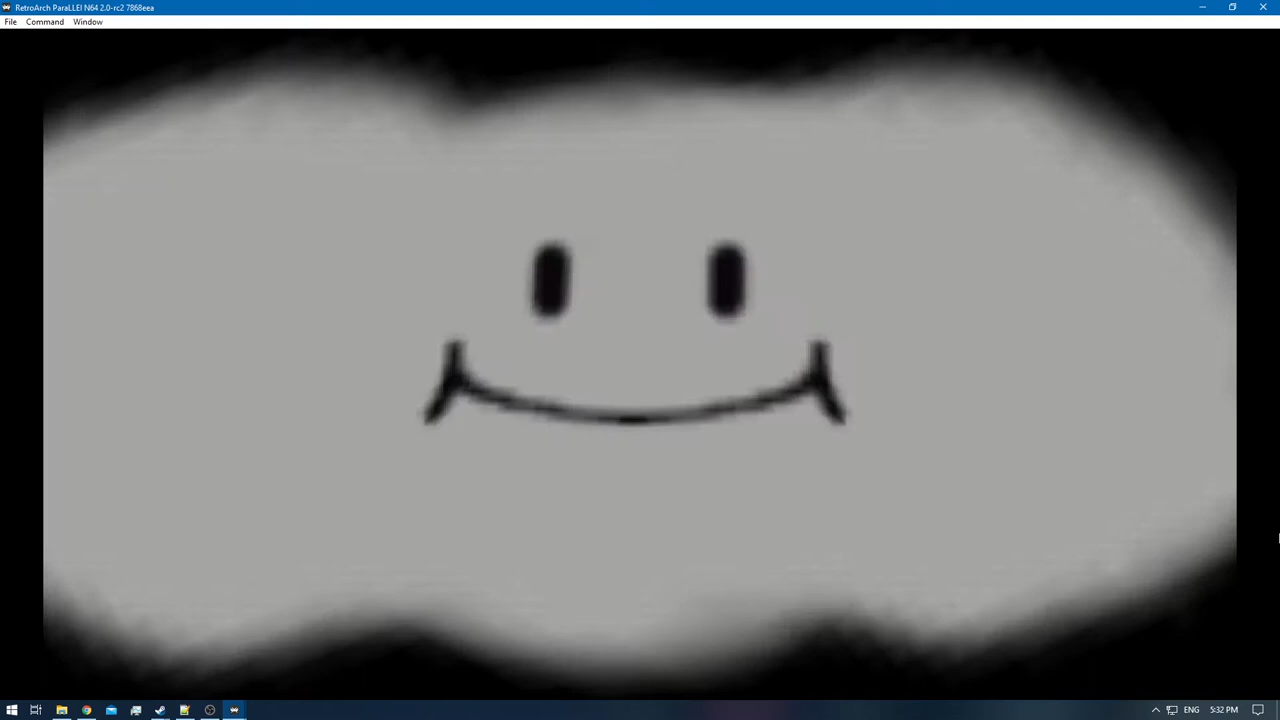 RetroArch ParaLLEl N64 2.0-rc2 7868eea
File Command Window
ENG 5:32 PM